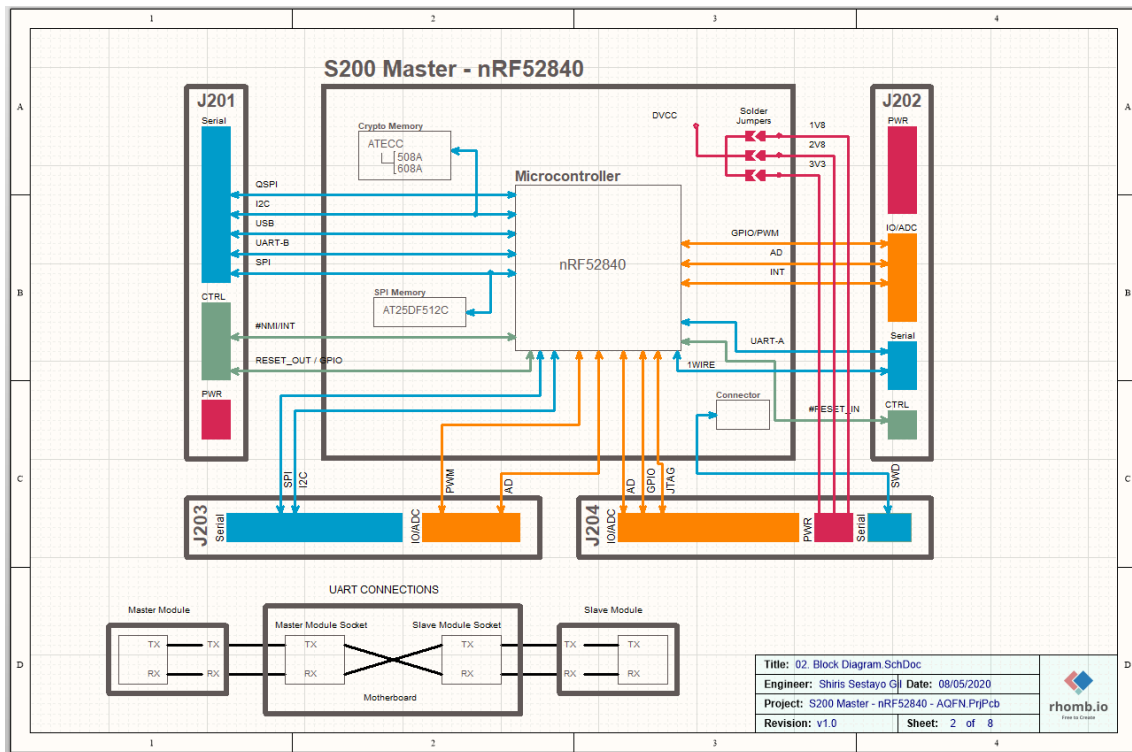 1 2 3 4
S200 Master - nRF52840
A
A
J201
Serial
Crypto Memory
ATECC
508A
608A
DVCC
Solder
Jumpers
1V8
2V8
3V3
J202
PWR
Microcontroller
nRF52840
QSPI
I2C
USB
UART-B
SPI
GPIO/PWM
AD
INT
IO/ADC
B
B
SPI Memory
AT25DF512C
CTRL
#NMI/INT
RESET_OUT / GPIO
PWR
UART-A
1WIRE
Serial
Connector
#RESET_IN
CTRL
C
C
SPI
I2C
PWM
AD
AD
GPIO
JTAG
SWD
J203
Serial
IO/ADC
J204
IO/ADC
PWR
Serial
UART CONNECTIONS
Master Module
Master Module Socket
Slave Module Socket
Slave Module
TX TX TX TX TX TX
RX RX RX RX RX RX
Motherboard
D
D
Title: 02. Block Diagram.SchDoc
Engineer: Shiris Sestayo Gil Date: 08/05/2020
Project: S200 Master - nRF52840 - AQFN.PrjPcb
Revision: v1.0 Sheet: 2 of 8
rhomb.io
Free to Create
1 2 3 4